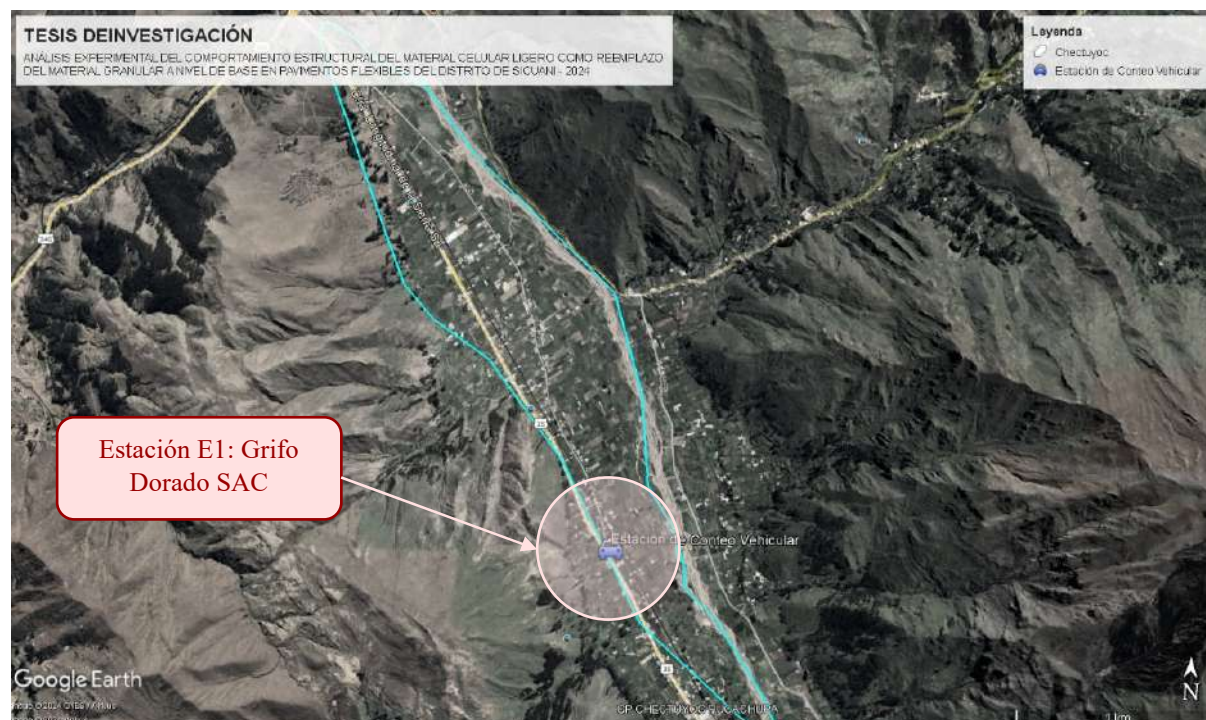 TESIS DEINVESTIGACIÓN
ANÁLISIS EXPERIMENTAL DEL COMPORTAMIENTO ESTRUCTURAL DEL MATERIAL CELULAR LIGERO COMO REEMPLAZO
DEL MATERIAL GRANULAR A NIVEL DE BASE EN PAVIMENTOS FLEXIBLES DEL DISTRITO DE SICUANI - 2024
Leyenda
Chectuyoc
Estación de Conteo Vehicular
Estación E1: Grifo
Dorado SAC
Estación de Conteo Vehicular
Google Earth
N